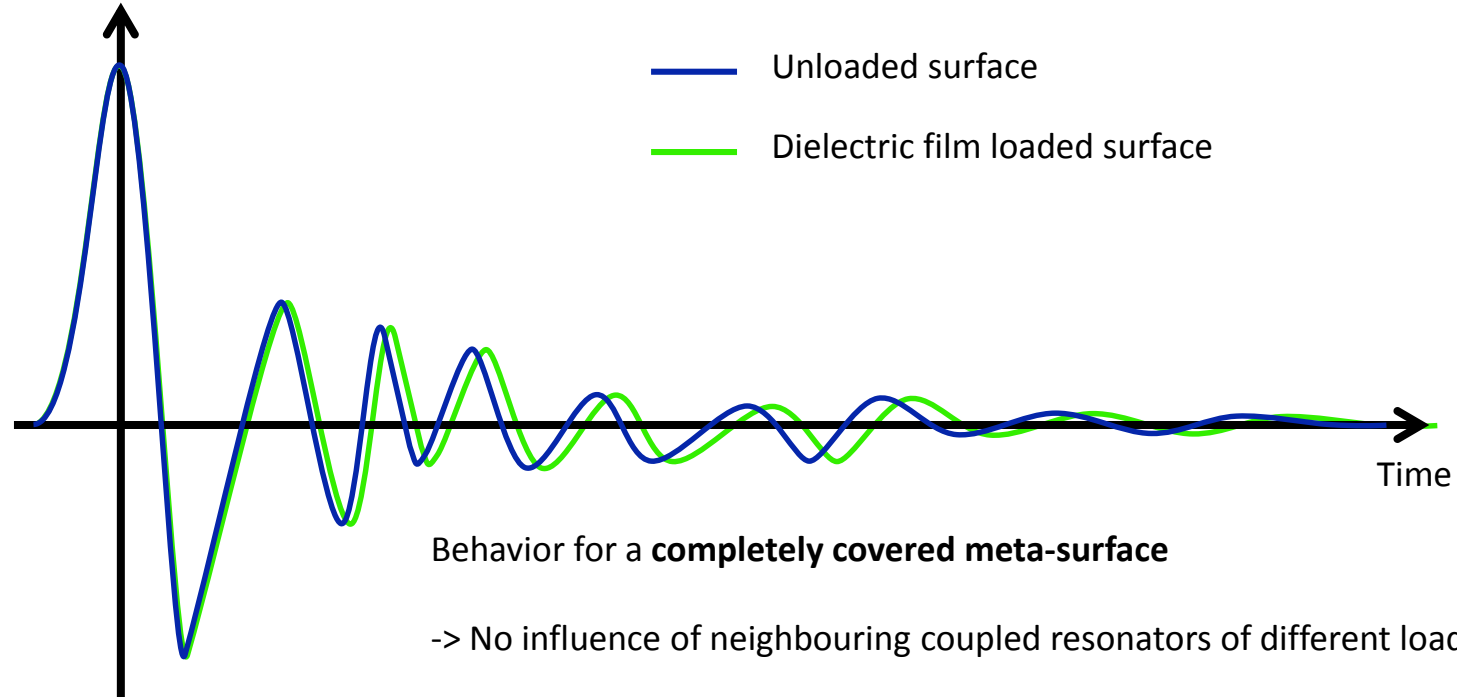 Unloaded surface
Dielectric film loaded surface
Time
Behavior for a completely covered meta-surface
-> No influence of neighbouring coupled resonators of different load